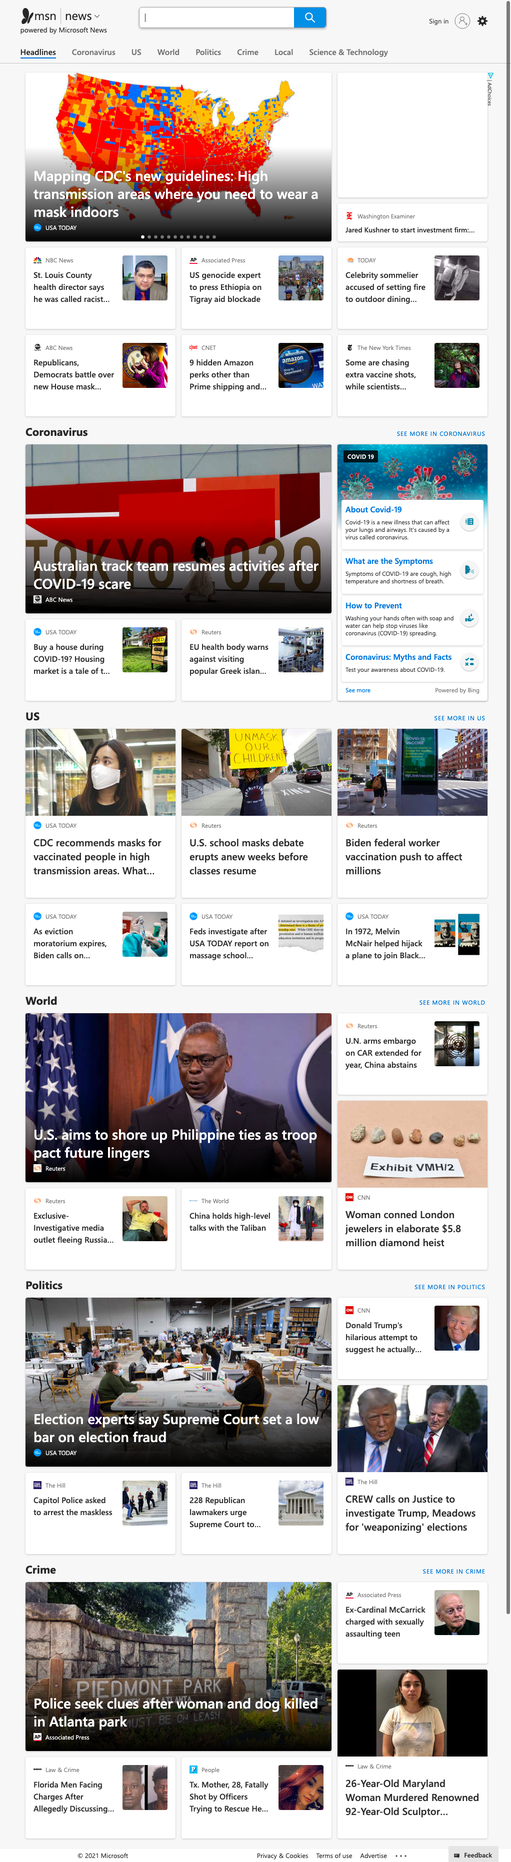 msn news
powered by Microsoft News
Sign in
Headlines Coronavirus US World Politics Crime Local Science & Technology
Mapping CDC's new guidelines: High
transmission areas where you need to wear a
mask indoors
USA TODAY
AdChoices
Washington Examiner
Jared Kushner to start investment firm:...
NBC News
St. Louis County
health director says
he was called racist...
Associated Press
US genocide expert
to press Ethiopia on
Tigray aid blockade
TODAY
Celebrity sommelier
accused of setting fire
to outdoor dining...
ABC News
Republicans,
Democrats battle over
new House mask...
CNET
9 hidden Amazon
perks other than
Prime shipping and...
amazon
The New York Times
Some are chasing
extra vaccine shots,
while scientists...
Coronavirus
SEE MORE IN CORONAVIRUS
TOKYO 2020
Australian track team resumes activities after
COVID-19 scare
ABC News
COVID 19
About Covid-19
Covid-19 is a new illness that can affect
your lungs and airways. It's caused by a
virus called coronavirus.
What are the Symptoms
Symptoms of COVID-19 are cough, high
temperature and shortness of breath.
How to Prevent
Washing your hands often with soap and
water can help stop viruses like
coronavirus (COVID-19) spreading.
Coronavirus: Myths and Facts
Test your awareness about COVID-19.
See more
Powered by Bing
USA TODAY
Buy a house during
COVID-19? Housing
market is a tale of t...
Reuters
EU health body warns
against visiting
popular Greek islan...
US
SEE MORE IN US
UNMASK
OUR
CHILDREN!
XING
USA TODAY
CDC recommends masks for
vaccinated people in high
transmission areas. What...
Reuters
U.S. school masks debate
erupts anew weeks before
classes resume
Reuters
Biden federal worker
vaccination push to affect
millions
USA TODAY
As eviction
moratorium expires,
Biden calls on...
USA TODAY
Feds investigate after
USA TODAY report on
massage school...
USA TODAY
In 1972, Melvin
McNair helped hijack
a plane to join Black...
World
SEE MORE IN WORLD
U.S. aims to shore up Philippine ties as troop
pact future lingers
Reuters
Reuters
U.N. arms embargo
on CAR extended for
year, China abstains
Exhibit VMH/2
CNN
Woman conned London
jewelers in elaborate $5.8
million diamond heist
Reuters
Exclusive-
Investigative media
outlet fleeing Russia...
The World
China holds high-level
talks with the Taliban
Politics
SEE MORE IN POLITICS
Election experts say Supreme Court set a low
bar on election fraud
USA TODAY
CNN
Donald Trump's
hilarious attempt to
suggest he actually...
The Hill
CREW calls on Justice to
investigate Trump, Meadows
for 'weaponizing' elections
The Hill
Capitol Police asked
to arrest the maskless
The Hill
228 Republican
lawmakers urge
Supreme Court to...
Crime
SEE MORE IN CRIME
PIEDMONT PARK
MUST BE ON LEASH
Police seek clues after woman and dog killed
in Atlanta park
Associated Press
Associated Press
Ex-Cardinal McCarrick
charged with sexually
assaulting teen
Law & Crime
26-Year-Old Maryland
Woman Murdered Renowned
92-Year-Old Sculptor...
Law & Crime
Florida Men Facing
Charges After
Allegedly Discussing...
People
Tx. Mother, 28, Fatally
Shot by Officers
Trying to Rescue He...
© 2021 Microsoft
Privacy & Cookies Terms of use Advertise
Feedback